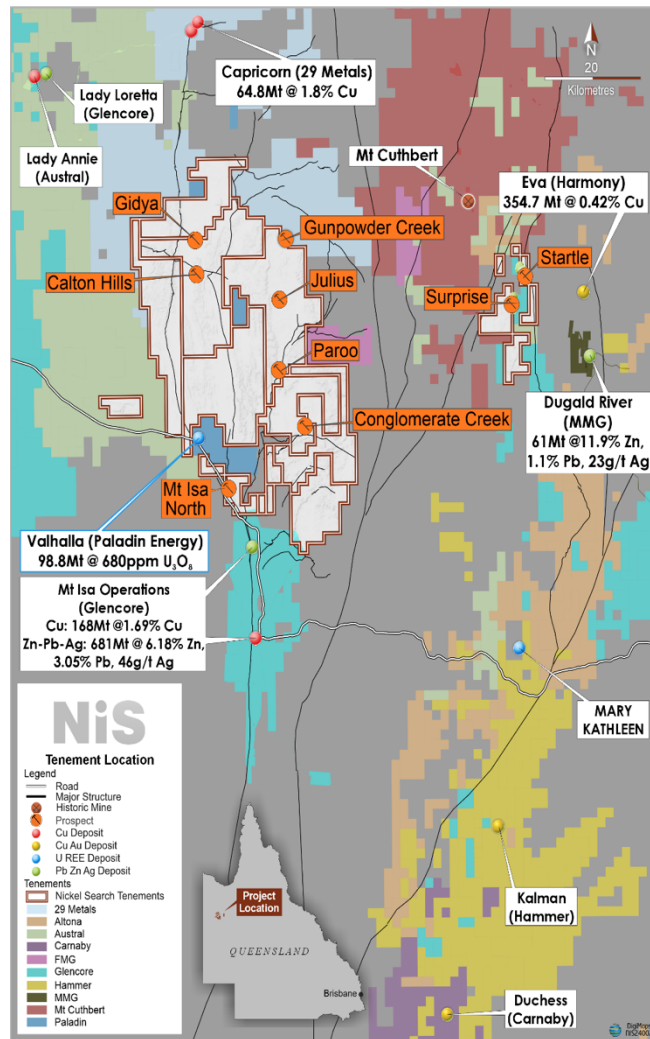 Capricorn (29 Metals)
64.8Mt @ 1.8% Cu
N
20
Kilometres
Lady Loretta
(Glencore)
Lady Annie
(Austral)
Mt Cuthbert
Eva (Harmony)
354.7 Mt @ 0.42% Cu
Gidya
Gunpowder Creek
Startle
Calton Hills
Julius
Surprise
Paroo
Dugald River
(MMG)
61Mt @11.9% Zn,
1.1% Pb, 23g/t Ag
Conglomerate Creek
Mt Isa
North
Valhalla (Paladin Energy)
98.8Mt @ 680ppm U₃O₈
Mt Isa Operations
(Glencore)
Cu: 168Mt @1.69% Cu
Zn-Pb-Ag: 681Mt @ 6.18% Zn,
3.05% Pb, 46g/t Ag
MARY
KATHLEEN
NiS
Tenement Location
Legend
Road
Major Structure
Historic Mine
Prospect
Cu Deposit
Cu Au Deposit
U REE Deposit
Pb Zn Ag Deposit
Tenements
Nickel Search Tenements
29 Metals
Altona
Austral
Carnaby
FMG
Glencore
Hammer
MMG
Mt Cuthbert
Paladin
Project
Location
QUEENSLAND
Brisbane
Kalman
(Hammer)
Duchess
(Carnaby)
DigiMaps